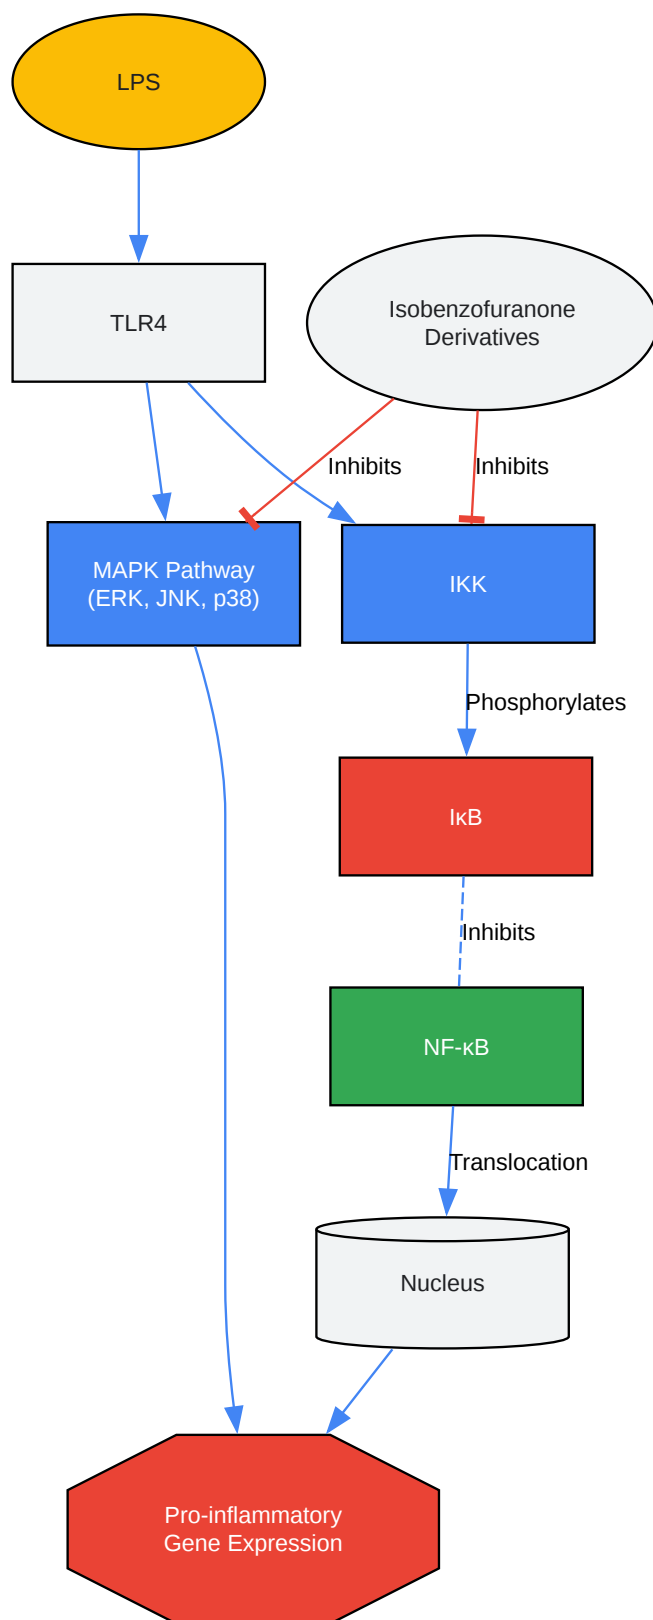 LPS
TLR4
Isobenzofuranone
Derivatives
Inhibits
Inhibits
MAPK Pathway
(ERK, JNK, p38)
IKK
Phosphorylates
IκB
Inhibits
NF-κB
Translocation
Nucleus
Pro-inflammatory
Gene Expression